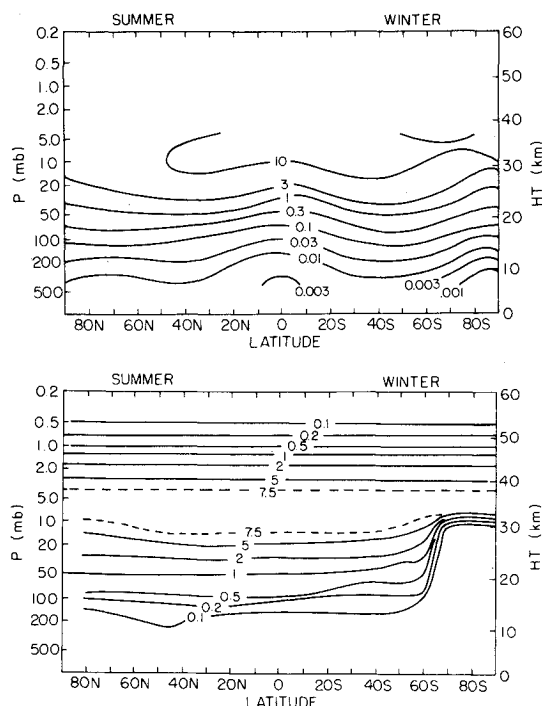 SUMMER WINTER
0.2 60
0.5
1.0 50
2.0
40
5.0
10 10
30
20 3
1
50 0.3 20
100 0.1
0.03
200 0.01 10
500 0.003 0.003 .001
0
P (mb)
HT (km)
80N 60N 40N 20N 0 20S 40S 60S 80S
LATITUDE
SUMMER WINTER
0.2 60
0.5 0.1
0.2 50
1.0 0.5
1
2.0 2
5 40
5.0 7.5
10 7.5
30
20 5
2
50 1 20
100 0.5
0.2
200 0.1 10
500
0
P (mb)
HT (km)
80N 60N 40N 20N 0 20S 40S 60S 80S
LATITUDE